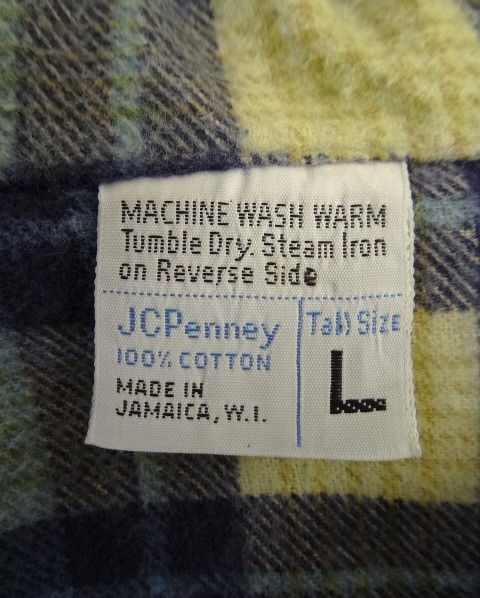 MACHINE WASH WARM
Tumble Dry. Steam Iron
on Reverse Side
JCPenney
100% COTTON
MADE IN
JAMAICA, W.I.
Tall Size
L